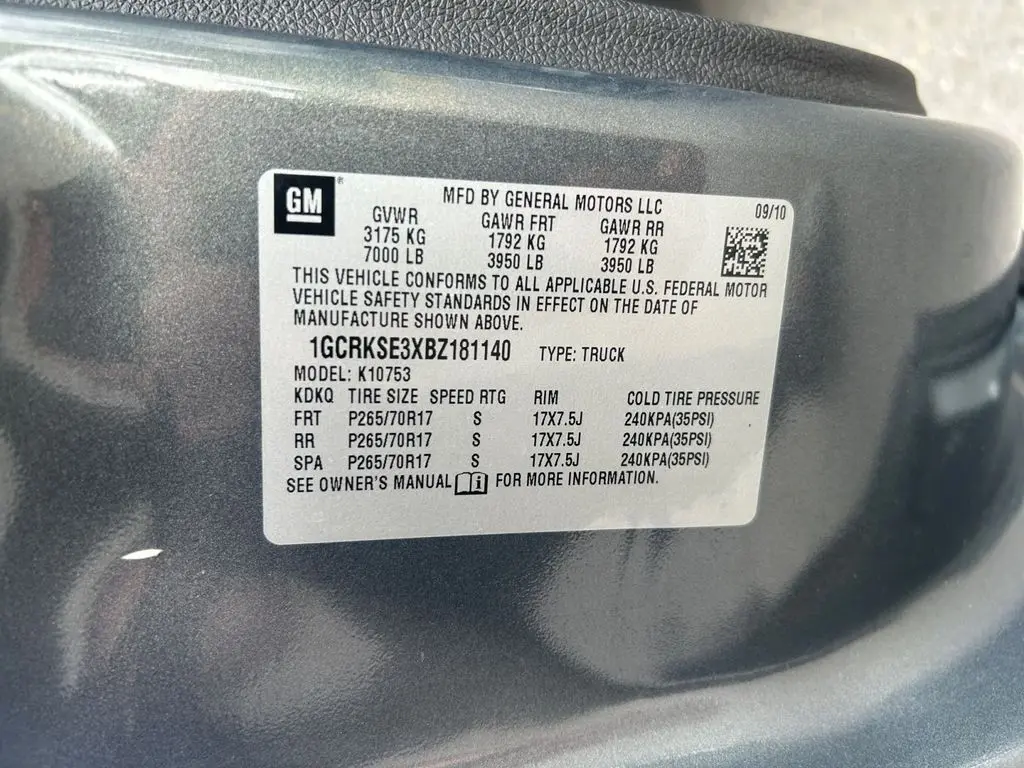 GM®
MFD BY GENERAL MOTORS LLC 09/10
GVWR GAWR FRT GAWR RR
3175 KG 1792 KG 1792 KG
7000 LB 3950 LB 3950 LB
THIS VEHICLE CONFORMS TO ALL APPLICABLE U.S. FEDERAL MOTOR
VEHICLE SAFETY STANDARDS IN EFFECT ON THE DATE OF
MANUFACTURE SHOWN ABOVE.
1GCRKSE3XBZ181140 TYPE: TRUCK
MODEL: K10753
KDKQ TIRE SIZE SPEED RTG RIM COLD TIRE PRESSURE
FRT P265/70R17 S 17X7.5J 240KPA(35PSI)
RR P265/70R17 S 17X7.5J 240KPA(35PSI)
SPA P265/70R17 S 17X7.5J 240KPA(35PSI)
SEE OWNER'S MANUAL i FOR MORE INFORMATION.